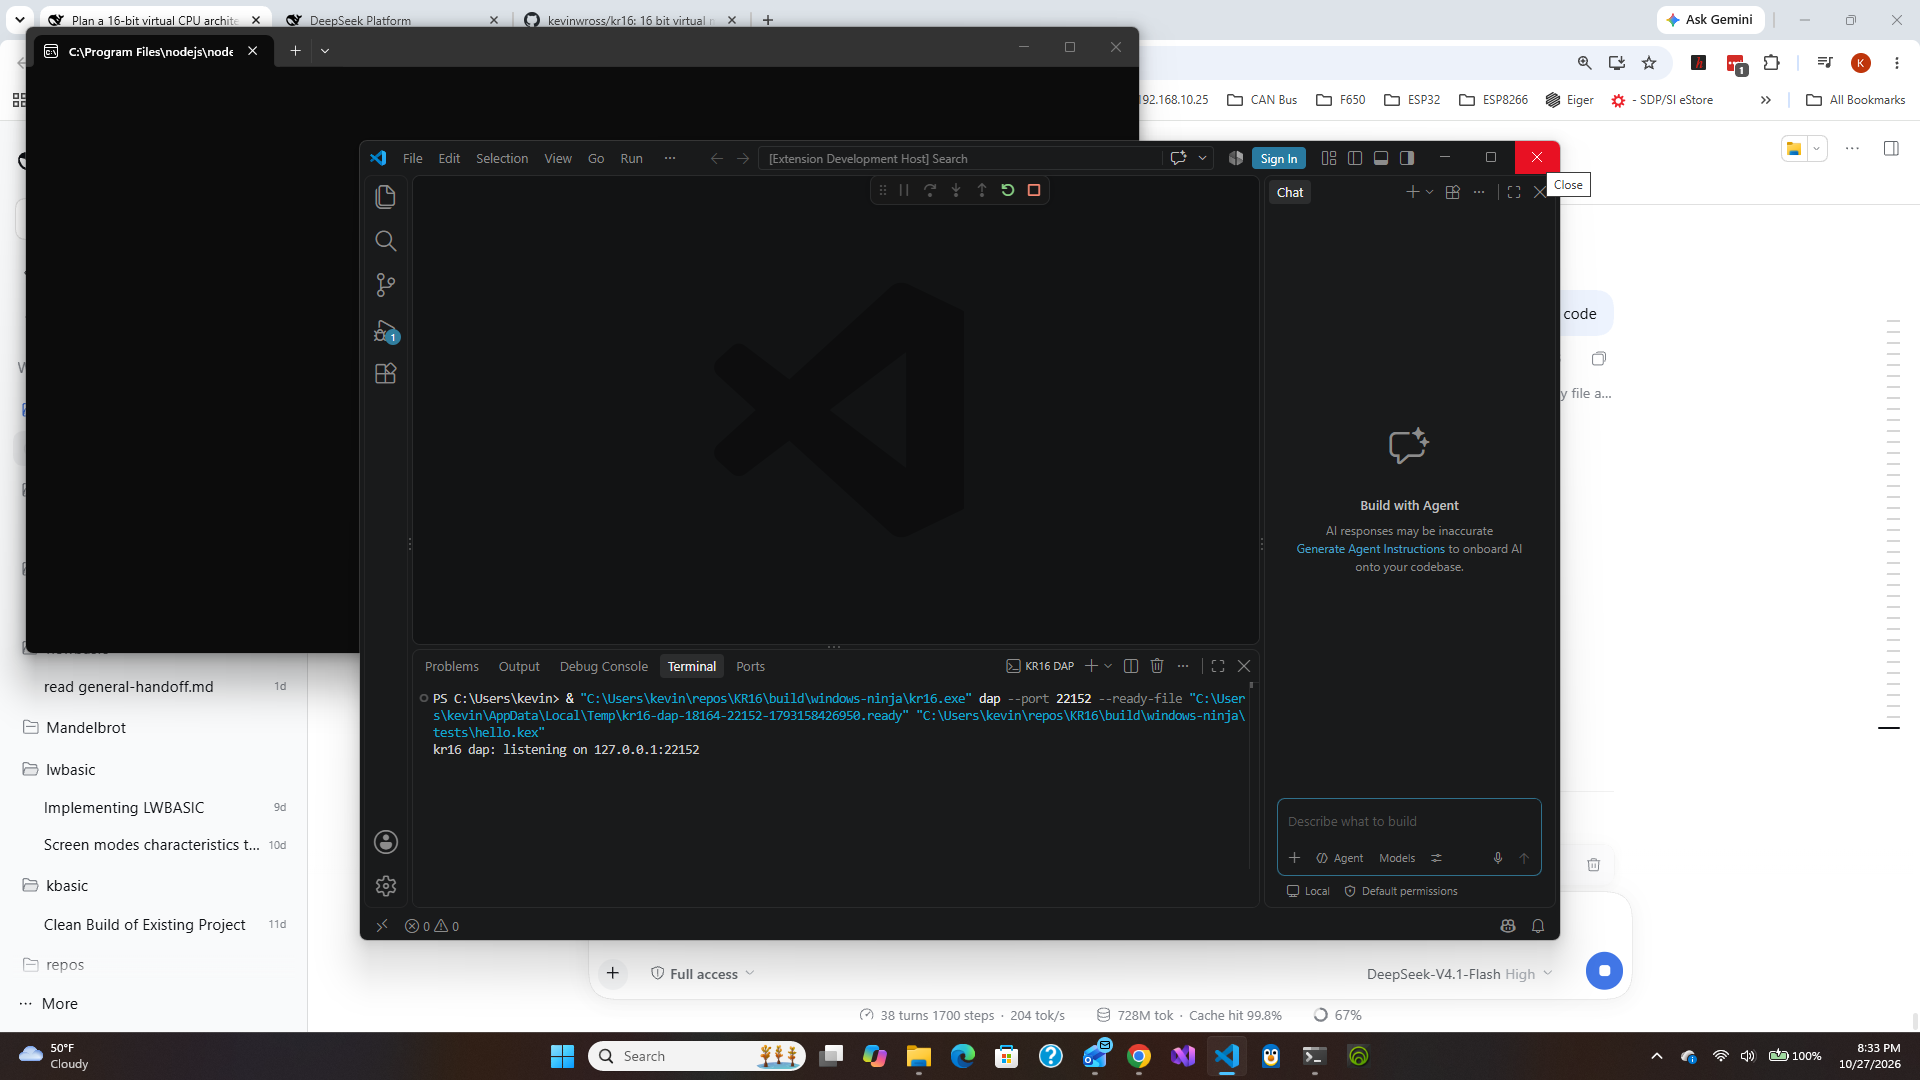 Plan a 16-bit virtual CPU archite
DeepSeek Platform
kevinwross/kr16: 16 bit virtual
Ask Gemini
C:\Program Files\nodejs\node
1
K
192.168.10.25
CAN Bus
F650
ESP32
ESP8266
Eiger
- SDP/SI eStore
All Bookmarks
File
Edit
Selection
View
Go
Run
[Extension Development Host] Search
Sign In
Close
Chat
1
code
y file a...
Build with Agent
AI responses may be inaccurate
Generate Agent Instructions to onboard AI
onto your codebase.
Problems
Output
Debug Console
Terminal
Ports
KR16 DAP
PS C:\Users\kevin> & "C:\Users\kevin\repos\KR16\build\windows-ninja\kr16.exe" dap --port 22152 --ready-file "C:\User
s\kevin\AppData\Local\Temp\kr16-dap-18164-22152-1793158426950.ready" "C:\Users\kevin\repos\KR16\build\windows-ninja\
tests\hello.kex"
kr16 dap: listening on 127.0.0.1:22152
Describe what to build
Agent
Models
Local
Default permissions
0
0
read general-handoff.md
1d
Mandelbrot
lwbasic
Implementing LWBASIC
9d
Screen modes characteristics t...
10d
kbasic
Clean Build of Existing Project
11d
repos
More
Full access
DeepSeek-V4.1-Flash High
38 turns 1700 steps · 204 tok/s
728M tok · Cache hit 99.8%
67%
50°F
Cloudy
Search
100%
8:33 PM
10/27/2026